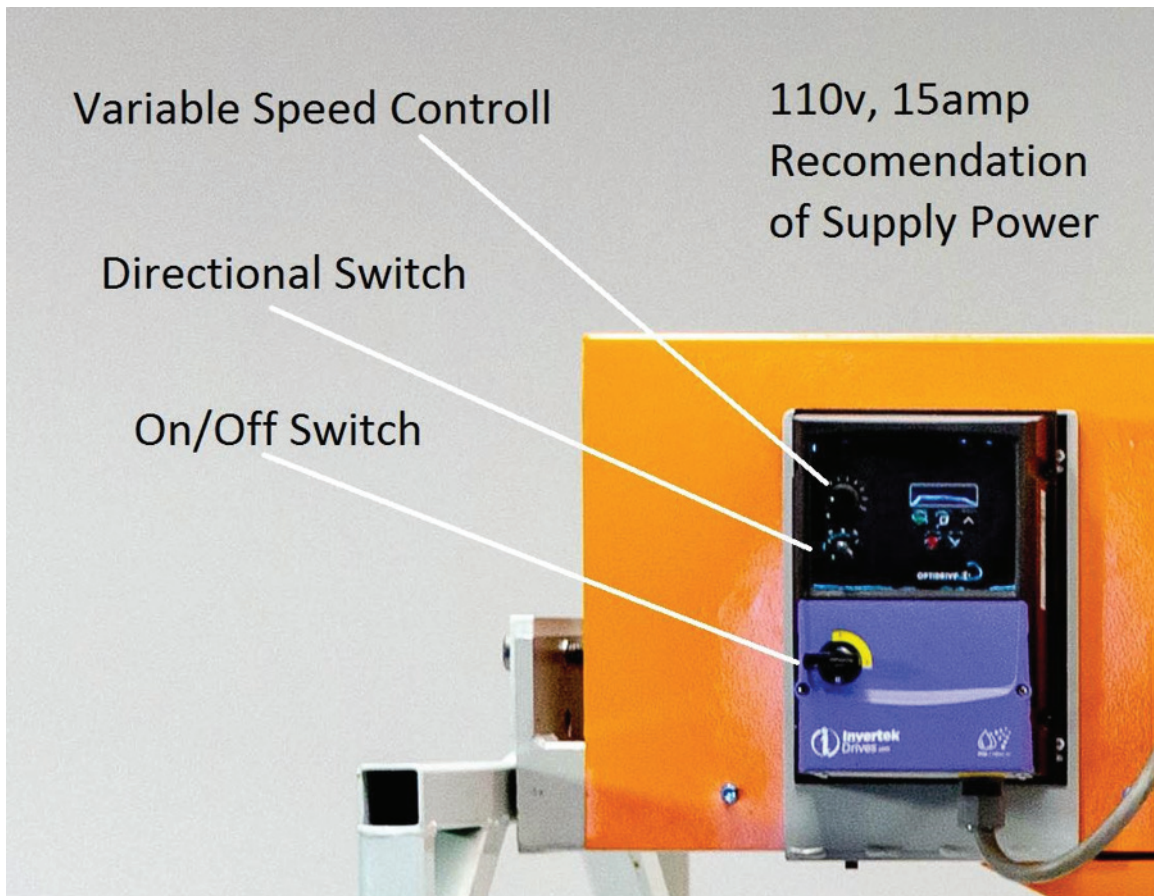 Variable Speed Controll
110v, 15amp
Recomendation
of Supply Power
Directional Switch
On/Off Switch
OPTIDRIVE
Invertek
Drives